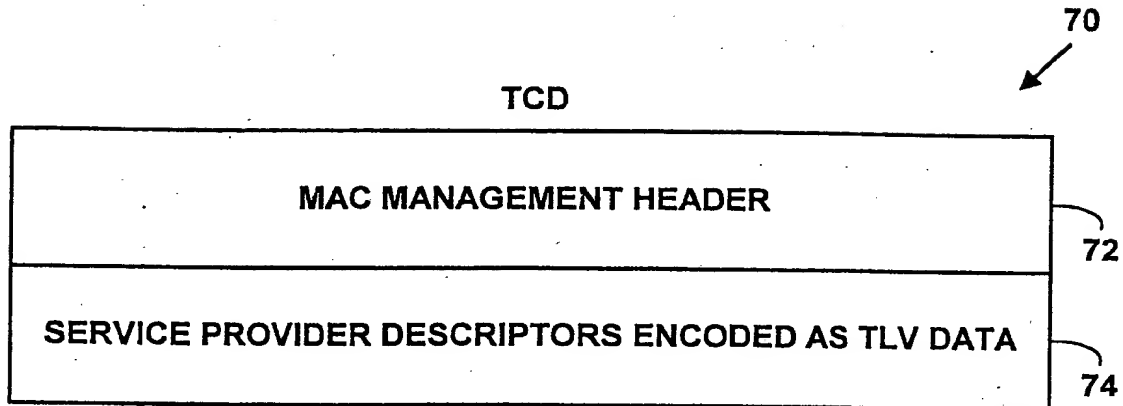 70
TCD
MAC MANAGEMENT HEADER
72
SERVICE PROVIDER DESCRIPTORS ENCODED AS TLV DATA
74